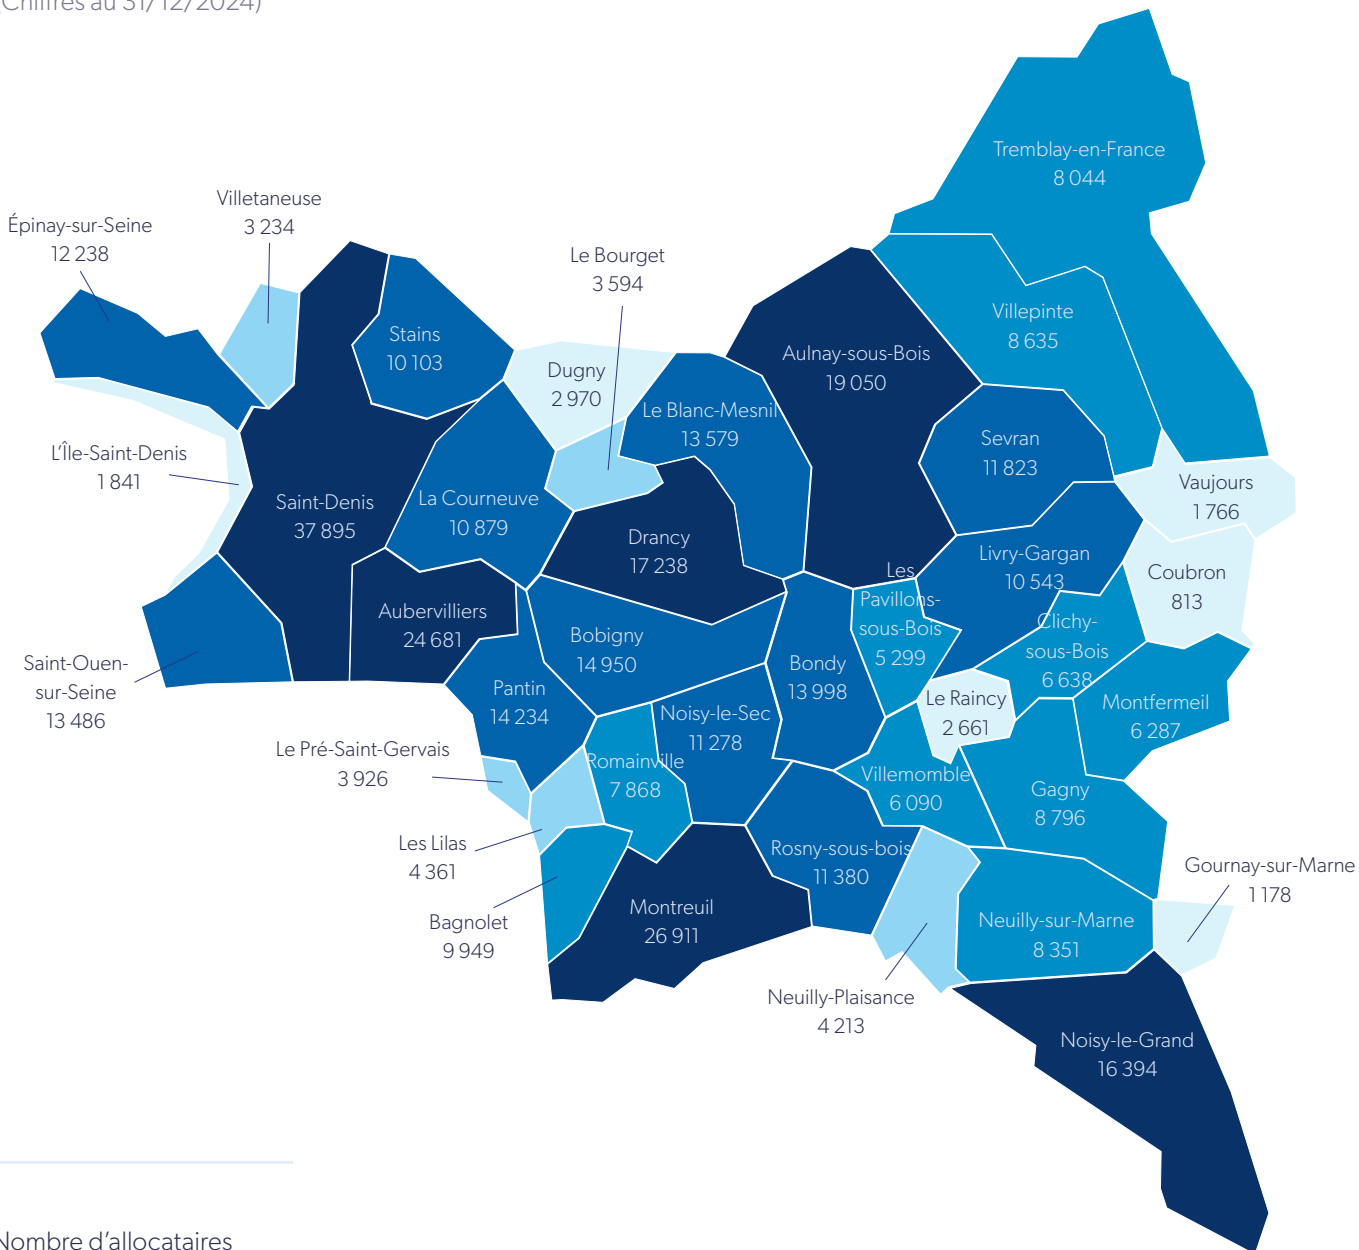 (Chiffres au 31/12/2024)
Tremblay-en-France
8 044
Villetaneuse
3 234
Épinay-sur-Seine
12 238
Le Bourget
3 594
Villepinte
8 635
Stains
10 103
Aulnay-sous-Bois
19 050
Dugny
2 970
Le Blanc-Mesnil
13 579
Sevran
11 823
L'Île-Saint-Denis
1 841
Vaujours
1 766
Saint-Denis
37 895
La Courneuve
10 879
Drancy
17 238
Livry-Gargan
10 543
Coubron
813
Les
Pavillons-
sous-Bois
5 299
Aubervilliers
24 681
Clichy-
sous-Bois
6 638
Bobigny
14 950
Saint-Ouen-
sur-Seine
13 486
Bondy
13 998
Pantin
14 234
Le Raincy
2 661
Montfermeil
6 287
Noisy-le-Sec
11 278
Le Pré-Saint-Gervais
3 926
Romainville
7 868
Villemomble
6 090
Gagny
8 796
Les Lilas
4 361
Rosny-sous-bois
11 380
Gournay-sur-Marne
1 178
Bagnolet
9 949
Montreuil
26 911
Neuilly-sur-Marne
8 351
Neuilly-Plaisance
4 213
Noisy-le-Grand
16 394
Nombre d'allocataires